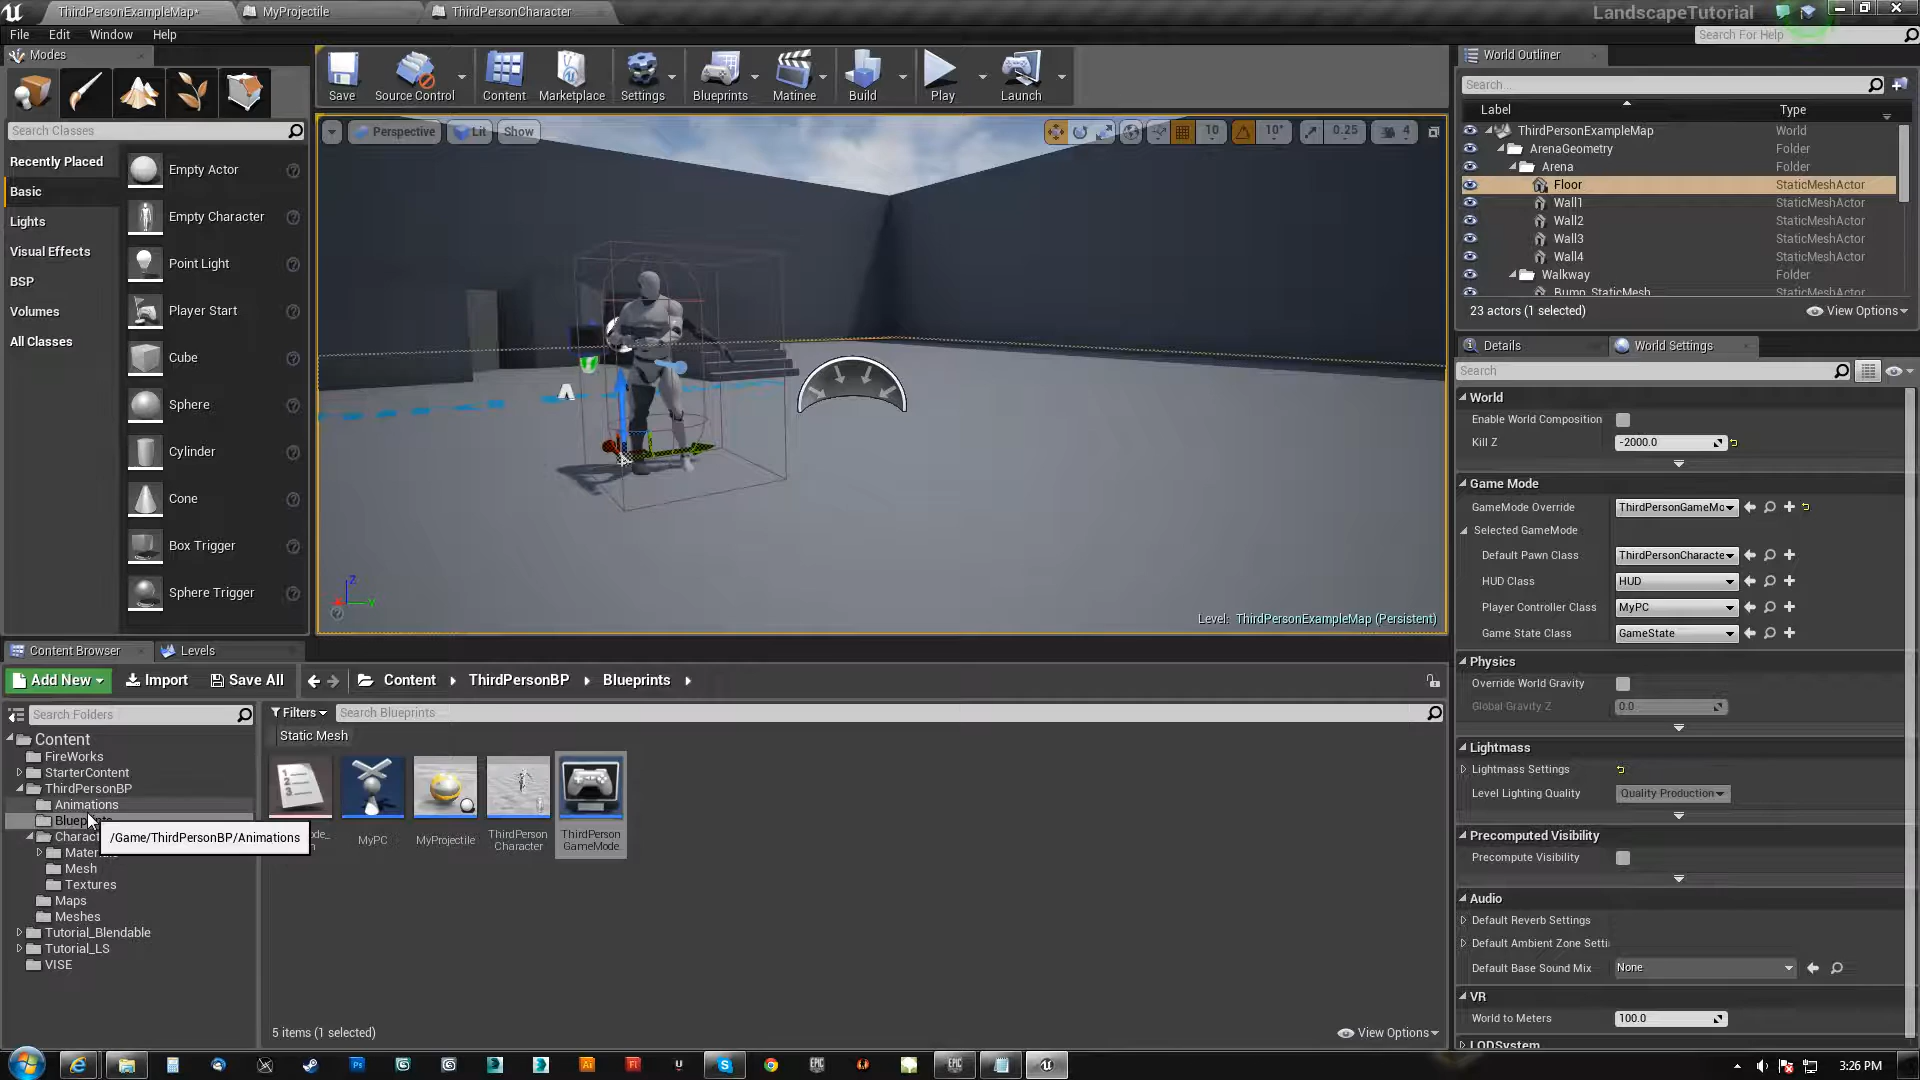 ThirdPersonExampleMap*
MyProjectile
ThirdPersonCharacter
LandscapeTutorial
File Edit Window Help
Search For Help
Modes
Search Classes
Recently Placed
Basic
Lights
Visual Effects
BSP
Volumes
All Classes
Empty Actor
Empty Character
Point Light
Player Start
Cube
Sphere
Cylinder
Cone
Box Trigger
Sphere Trigger
Save
Source Control
Content
Marketplace
Settings
Blueprints
Matinee
Build
Play
Launch
Perspective Lit Show
10 10° 0.25 4
Z
X
Y
Level: ThirdPersonExampleMap (Persistent)
World Outliner
Search...
Label Type
ThirdPersonExampleMap World
ArenaGeometry Folder
Arena Folder
Floor StaticMeshActor
Wall1 StaticMeshActor
Wall2 StaticMeshActor
Wall3 StaticMeshActor
Wall4 StaticMeshActor
Walkway Folder
Bump_StaticMesh StaticMeshActor
23 actors (1 selected) View Options
Details World Settings
Search
World
Enable World Composition
Kill Z -2000.0
Game Mode
GameMode Override ThirdPersonGameMo
Selected GameMode
Default Pawn Class ThirdPersonCharacte
HUD Class HUD
Player Controller Class MyPC
Game State Class GameState
Physics
Override World Gravity
Global Gravity Z 0.0
Lightmass
Lightmass Settings
Level Lighting Quality Quality Production
Precomputed Visibility
Precompute Visibility
Audio
Default Reverb Settings
Default Ambient Zone Setti
Default Base Sound Mix None
VR
World to Meters 100.0
LODSystem
Content Browser Levels
Add New Import Save All Content ThirdPersonBP Blueprints
Search Folders
Filters Search Blueprints
Static Mesh
Content
FireWorks
StarterContent
ThirdPersonBP
Animations
Blueprints
Charact
Materi
Mesh
Textures
Maps
Meshes
Tutorial_Blendable
Tutorial_LS
VISE
/Game/ThirdPersonBP/Animations
MyPC
MyProjectile
ThirdPerson
Character
ThirdPerson
GameMode
5 items (1 selected) View Options
3:26 PM